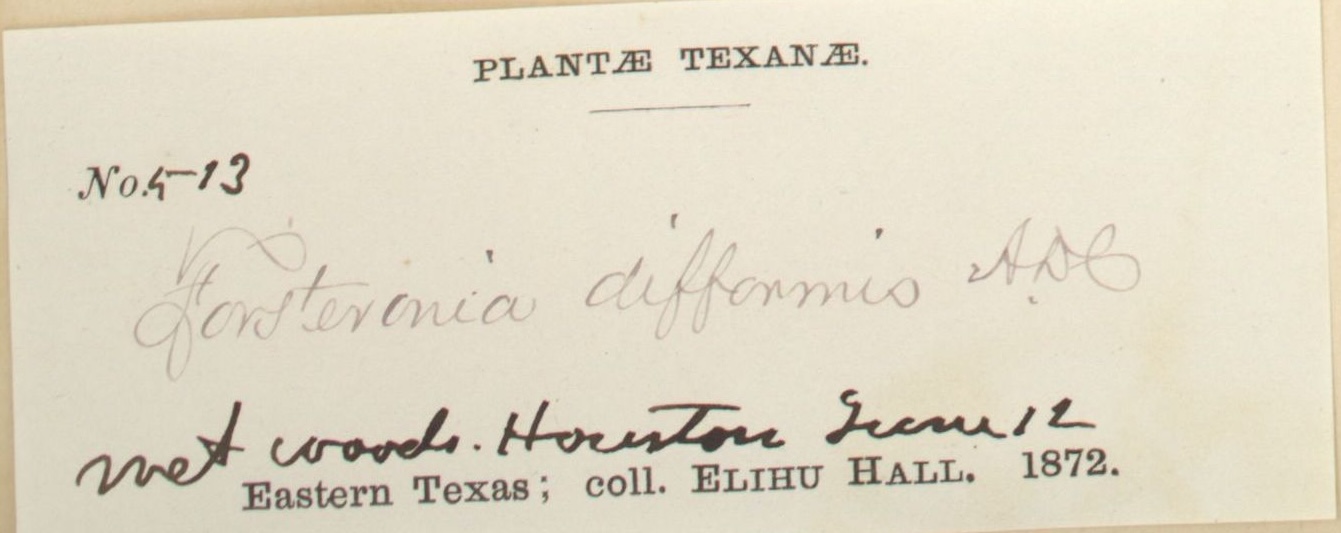 PLANTÆ TEXANÆ.
No. 513
Forsteronia difformis A.DC
wet woods. Houston June 12
Eastern Texas; coll. ELIHU HALL. 1872.